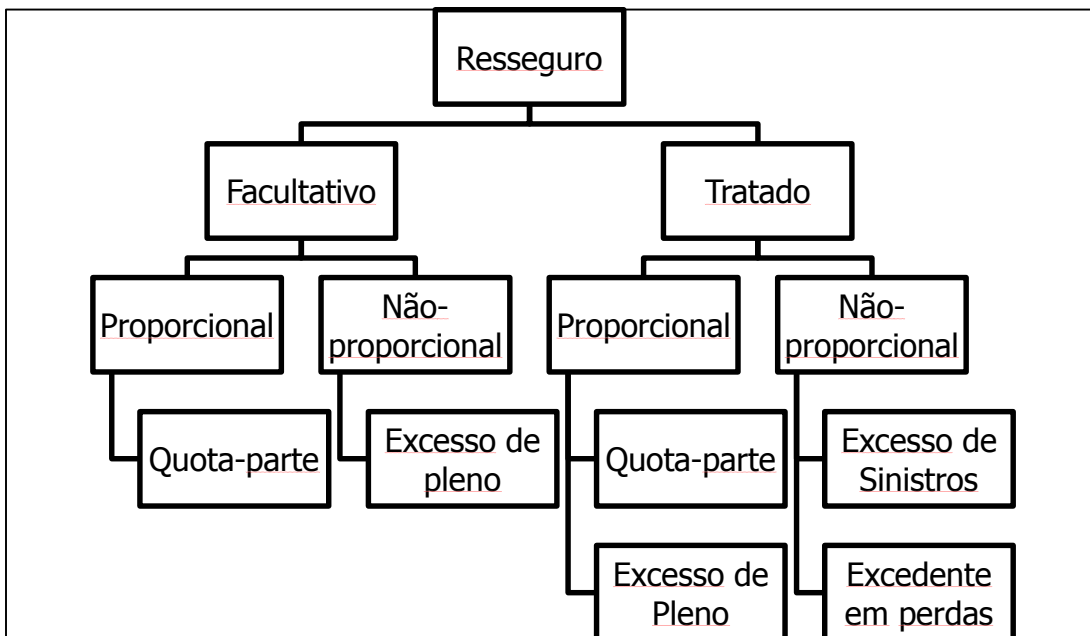 Resseguro
Facultativo
Tratado
Proporcional
Não-
proporcional
Proporcional
Não-
proporcional
Quota-parte
Excesso de
pleno
Quota-parte
Excesso de
Sinistros
Excesso de
Pleno
Excedente
em perdas